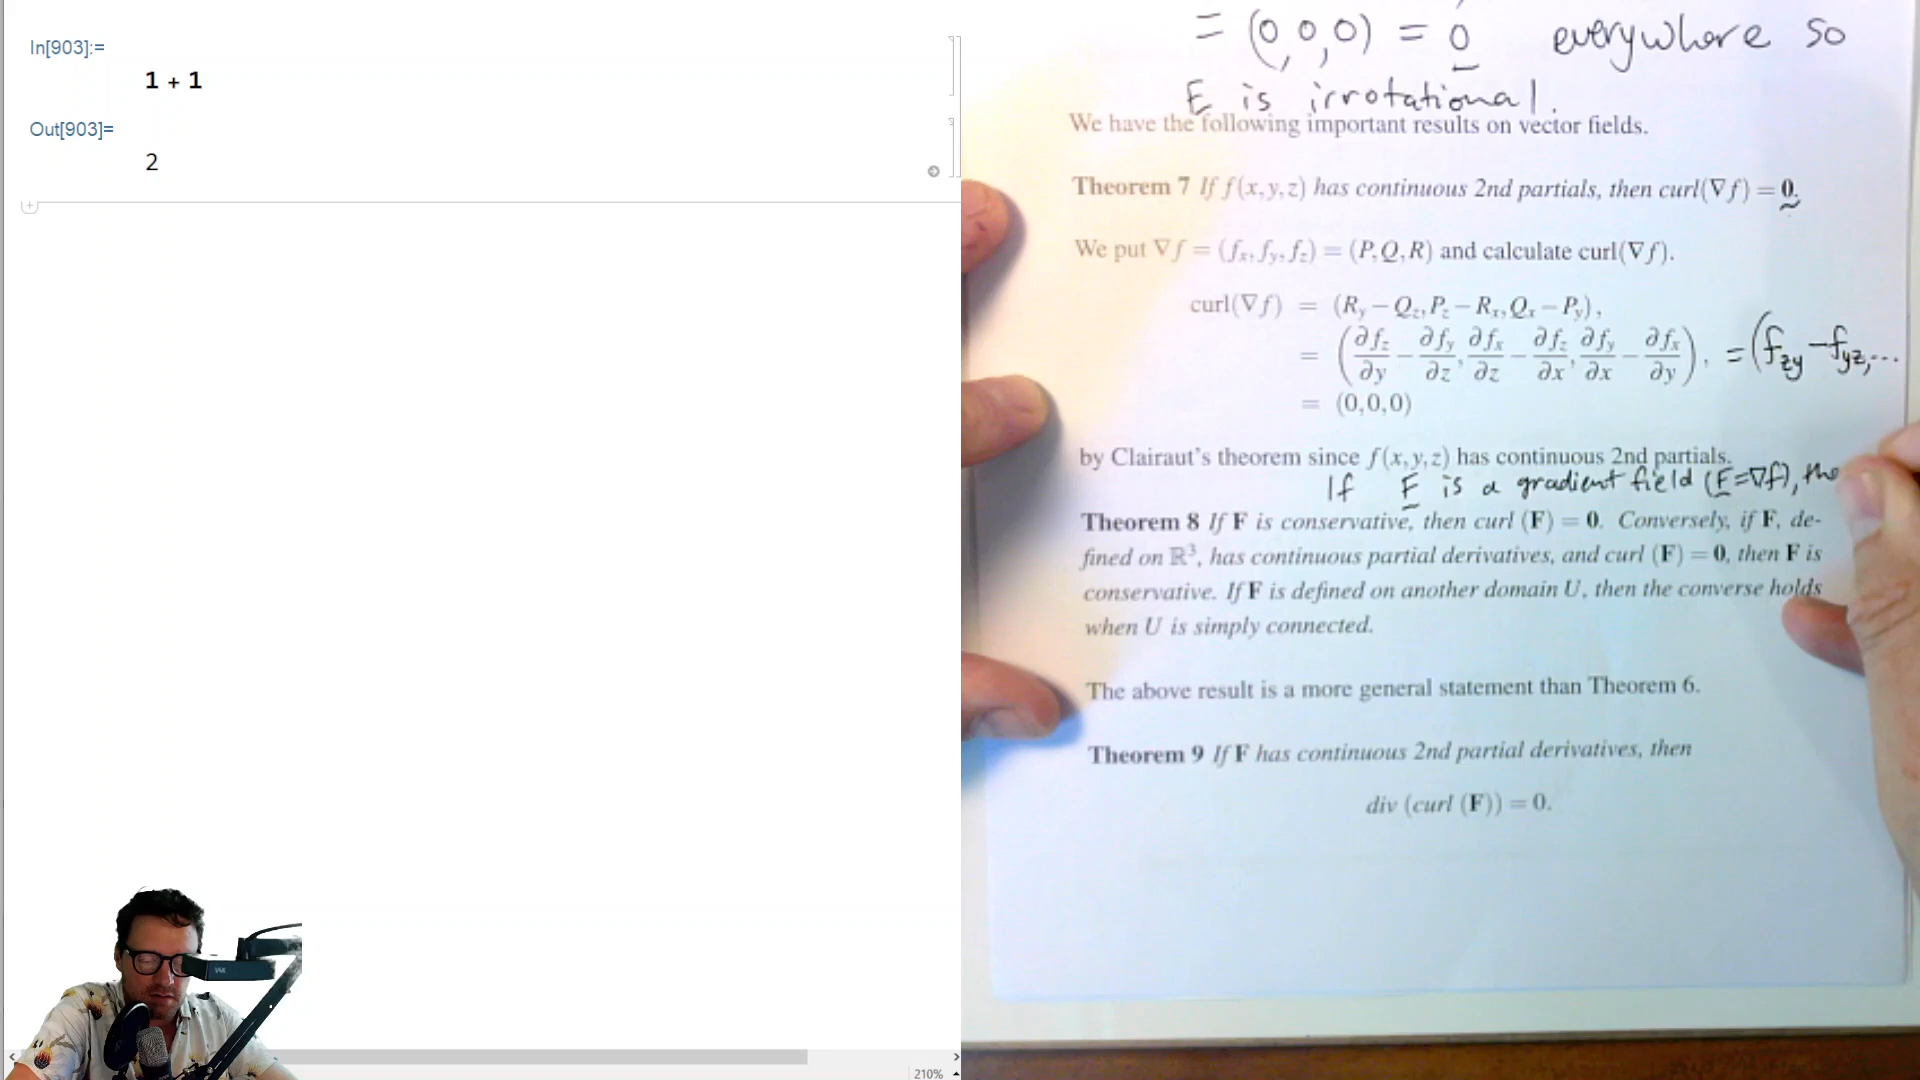 In[903]:=
1 + 1
Out[903]=
2
210%
= (0,0,0) = 0 everywhere so
F is irrotational.
We have the following important results on vector fields.
Theorem 7 If f(x,y,z) has continuous 2nd partials, then curl(∇f) = 0.
We put ∇f = (fx, fy, fz) = (P,Q,R) and calculate curl(∇f).
curl(∇f) = (Ry − Qz, Pz − Rx, Qx − Py),
= (∂fz/∂y − ∂fy/∂z, ∂fx/∂z − ∂fz/∂x, ∂fy/∂x − ∂fx/∂y). = (fzy − fyz,...
= (0,0,0)
by Clairaut's theorem since f(x,y,z) has continuous 2nd partials.
If F is a gradient field (F=∇f), the
Theorem 8 If F is conservative, then curl (F) = 0. Conversely, if F, de-
fined on ℝ³, has continuous partial derivatives, and curl (F) = 0, then F is
conservative. If F is defined on another domain U, then the converse holds
when U is simply connected.
The above result is a more general statement than Theorem 6.
Theorem 9 If F has continuous 2nd partial derivatives, then
div (curl (F)) = 0.